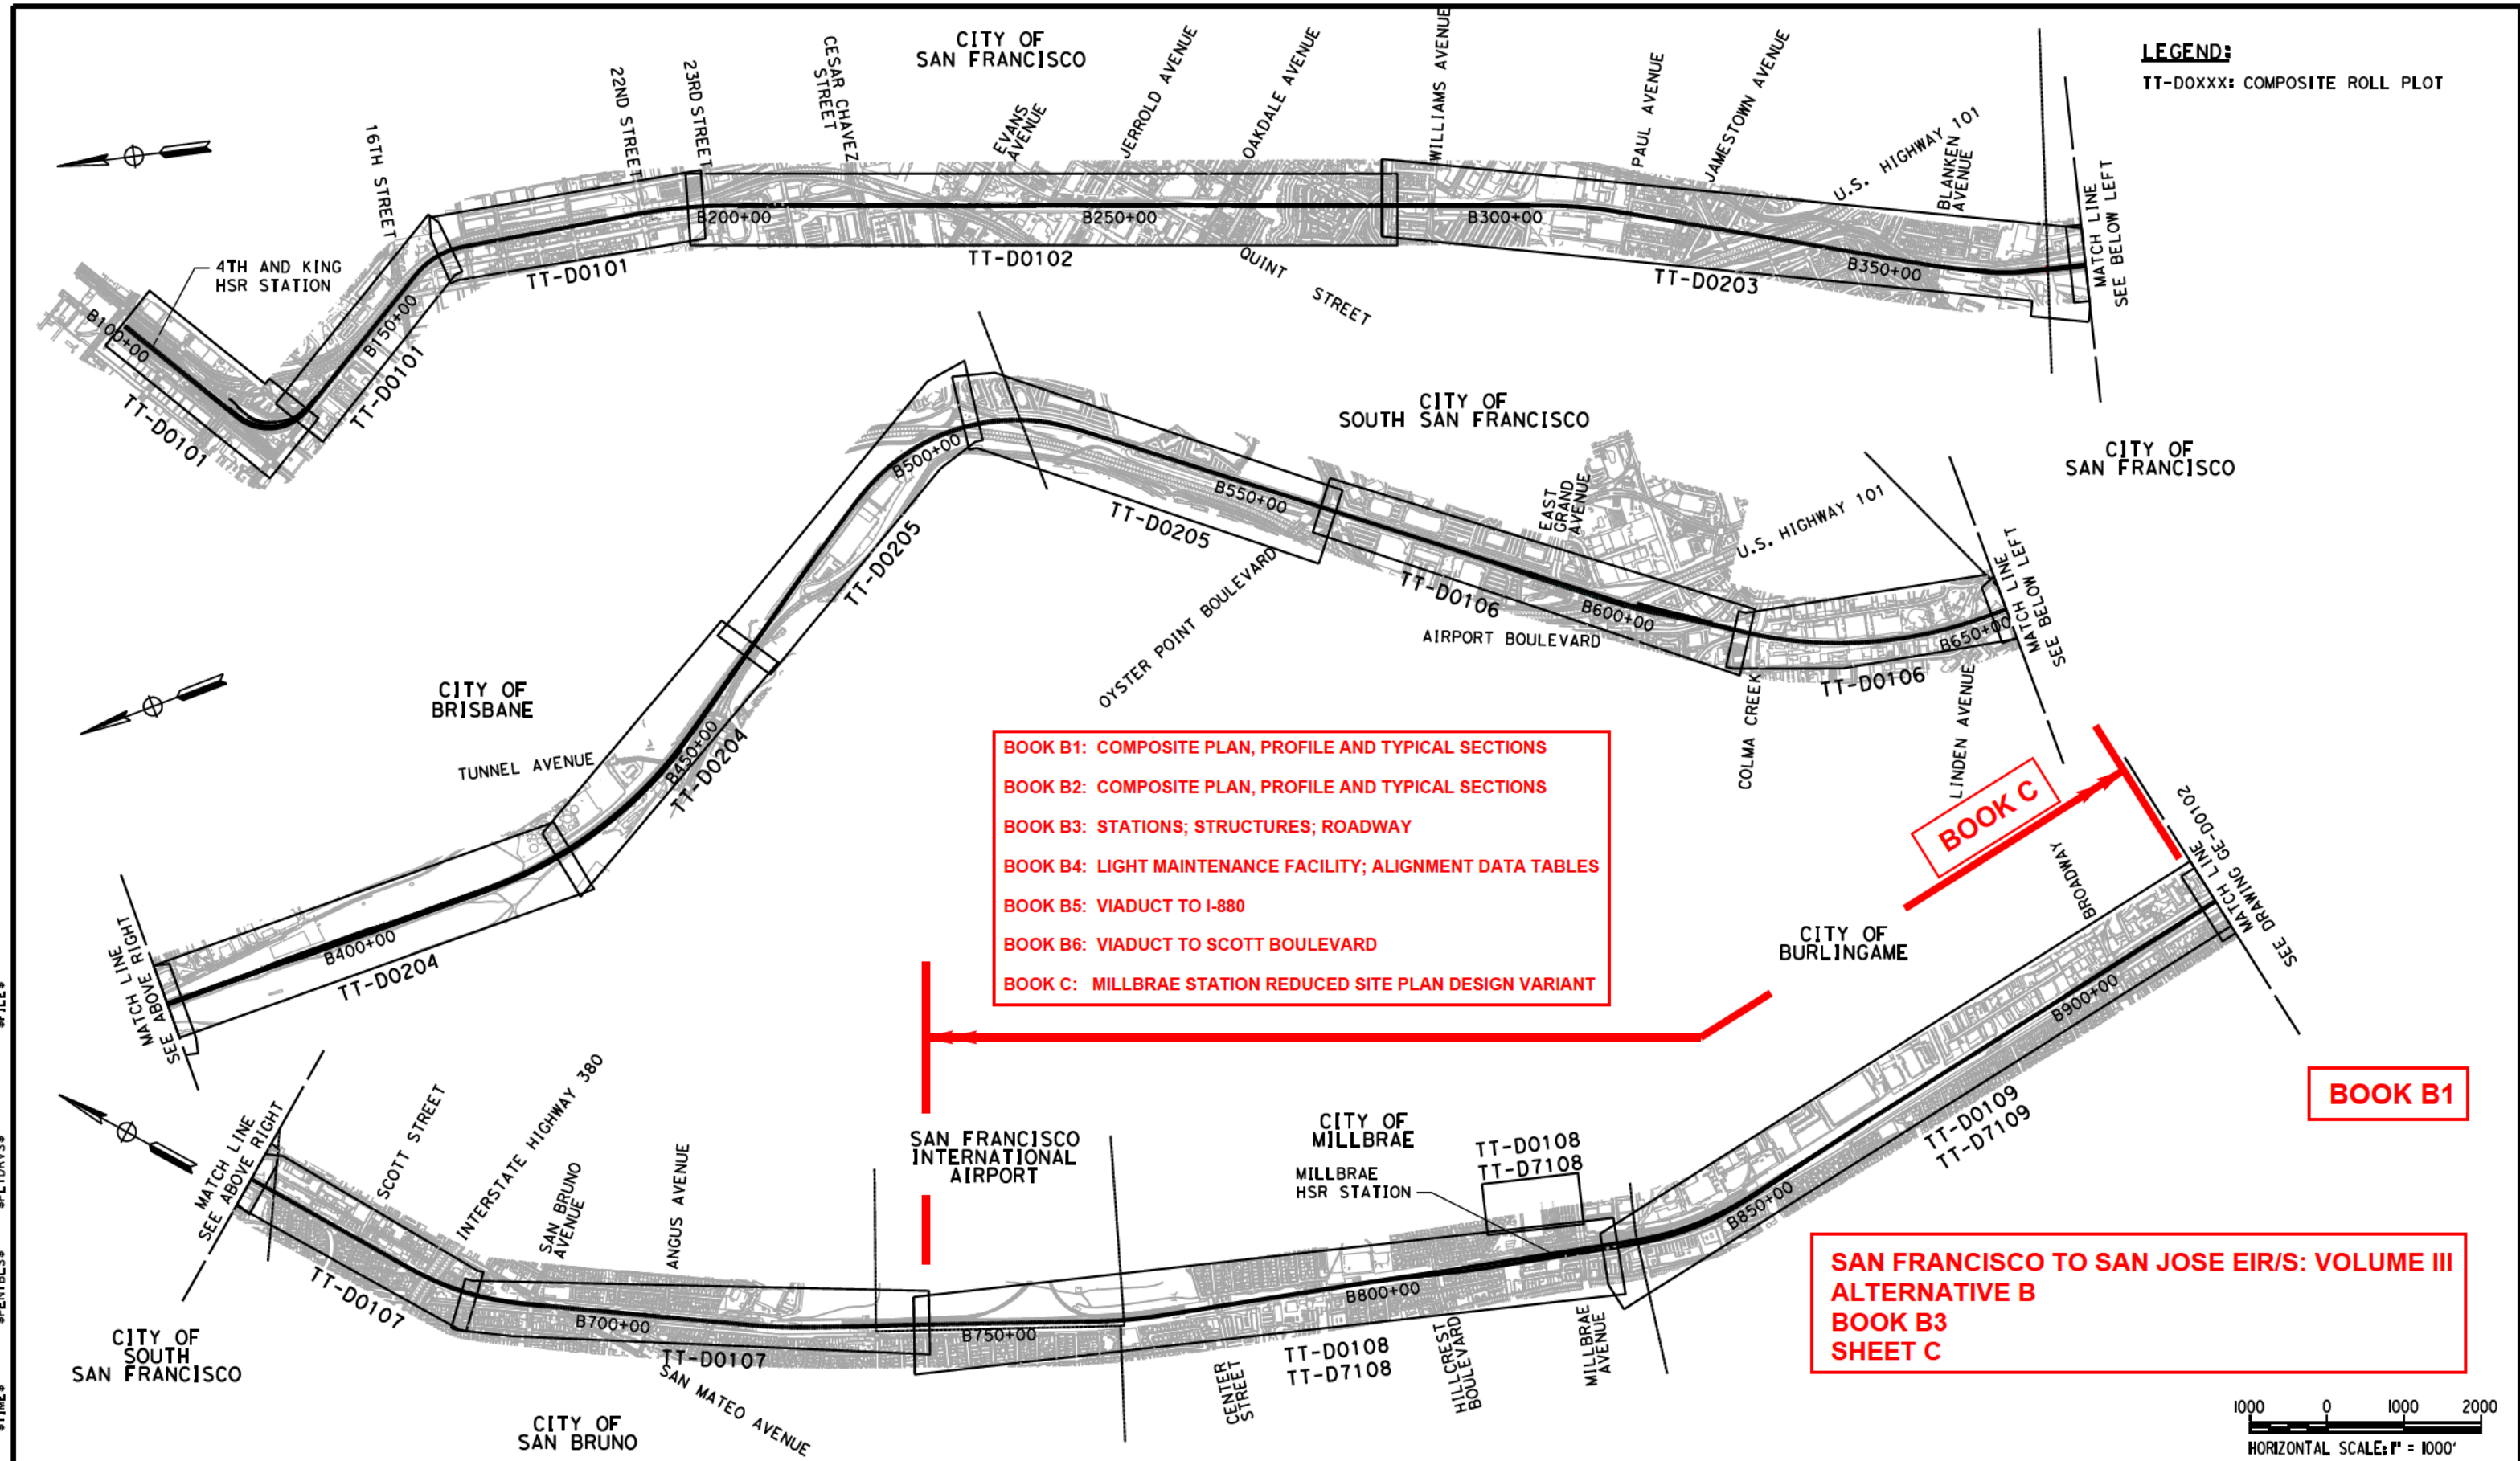 CITY OF
SAN FRANCISCO
LEGEND:
TT-D0XXX: COMPOSITE ROLL PLOT
16TH STREET
22ND STREET
23RD STREET
CESAR CHAVEZ
STREET
EVANS
AVENUE
JERROLD AVENUE
OAKDALE AVENUE
WILLIAMS AVENUE
PAUL AVENUE
JAMESTOWN AVENUE
U.S. HIGHWAY 101
BLANKEN
AVENUE
MATCH LINE
SEE BELOW LEFT
4TH AND KING
HSR STATION
B100+00
B150+00
B200+00
B250+00
B300+00
B350+00
TT-D0101
TT-D0101
TT-D0101
TT-D0102
QUINT STREET
TT-D0203
CITY OF
SOUTH SAN FRANCISCO
CITY OF
SAN FRANCISCO
B500+00
B550+00
EAST
GRAND
AVENUE
U.S. HIGHWAY 101
TT-D0205
TT-D0205
OYSTER POINT BOULEVARD
TT-D0106
B600+00
AIRPORT BOULEVARD
B650+00
TT-D0106
MATCH LINE
SEE BELOW LEFT
COLMA CREEK
LINDEN AVENUE
CITY OF
BRISBANE
TUNNEL AVENUE
B450+00
TT-D0204
B400+00
TT-D0204
MATCH LINE
SEE ABOVE RIGHT
BOOK B1: COMPOSITE PLAN, PROFILE AND TYPICAL SECTIONS
BOOK B2: COMPOSITE PLAN, PROFILE AND TYPICAL SECTIONS
BOOK B3: STATIONS; STRUCTURES; ROADWAY
BOOK B4: LIGHT MAINTENANCE FACILITY; ALIGNMENT DATA TABLES
BOOK B5: VIADUCT TO I-880
BOOK B6: VIADUCT TO SCOTT BOULEVARD
BOOK C: MILLBRAE STATION REDUCED SITE PLAN DESIGN VARIANT
BOOK C
BROADWAY
MATCH LINE
SEE DRAWING GE-D0102
CITY OF
BURLINGAME
B900+00
BOOK B1
MATCH LINE
SEE ABOVE RIGHT
SCOTT STREET
INTERSTATE HIGHWAY 380
SAN BRUNO
AVENUE
ANGUS AVENUE
SAN FRANCISCO
INTERNATIONAL
AIRPORT
CITY OF
MILLBRAE
MILLBRAE
HSR STATION
TT-D0108
TT-D7108
TT-D0109
TT-D7109
B850+00
B800+00
B750+00
B700+00
TT-D0107
TT-D0107
SAN MATEO AVENUE
CENTER
STREET
TT-D0108
TT-D7108
HILLCREST
BOULEVARD
MILLBRAE
AVENUE
CITY OF
SOUTH
SAN FRANCISCO
CITY OF
SAN BRUNO
SAN FRANCISCO TO SAN JOSE EIR/S: VOLUME III
ALTERNATIVE B
BOOK B3
SHEET C
1000 0 1000 2000
HORIZONTAL SCALE: 1" = 1000'
$TIME$